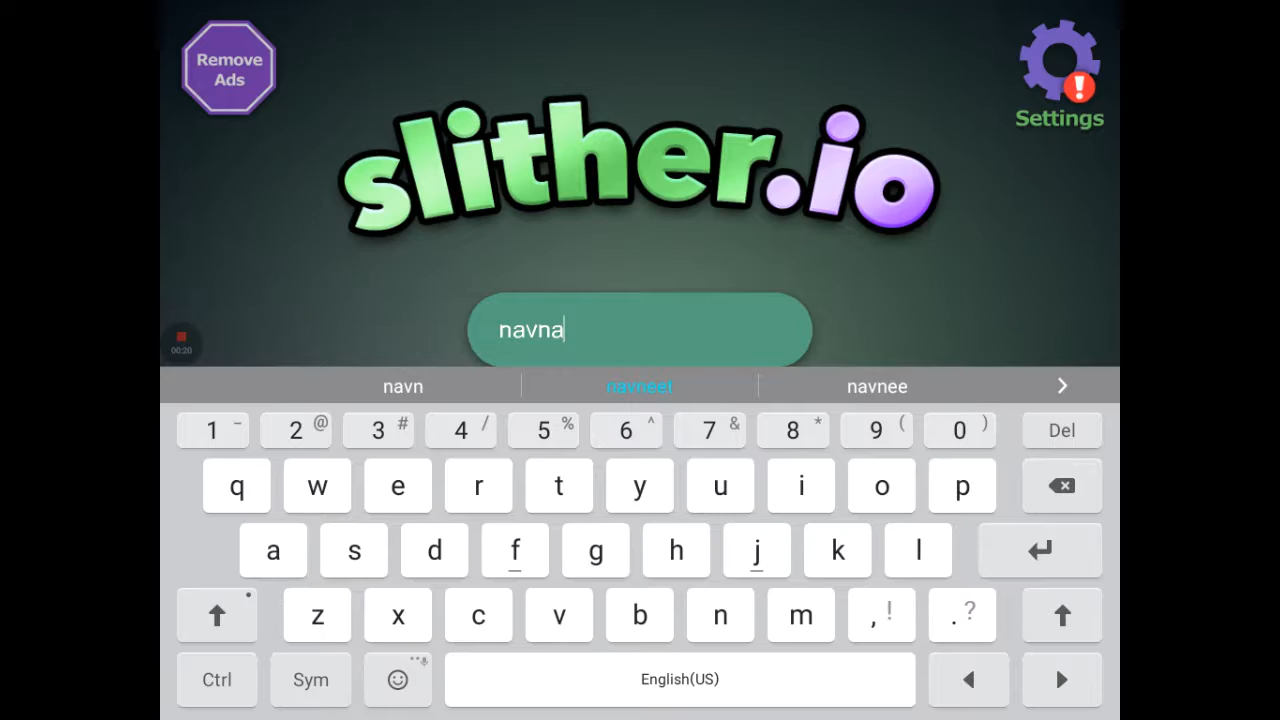 Remove
Ads
Settings
slither.io
navna
00:20
navn navneet navnee
1 - 2 @ 3 # 4 / 5 % 6 ^ 7 & 8 * 9 ( 0 ) Del
q w e r t y u i o p
a s d f g h j k l
z x c v b n m , ! . ?
Ctrl Sym English(US)